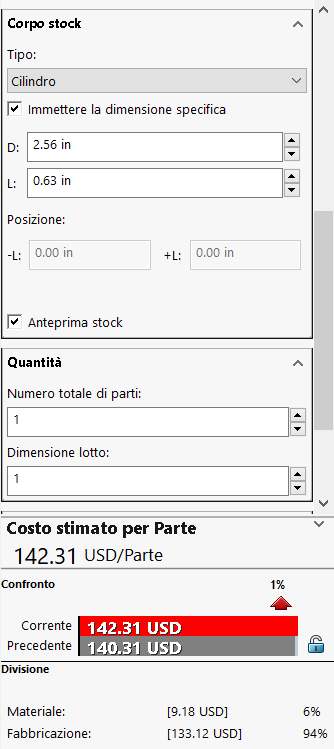 Corpo stock
Tipo:
Cilindro
Immettere la dimensione specifica
D: 2.56 in
L: 0.63 in
Posizione:
-L: 0.00 in +L: 0.00 in
Anteprima stock
Quantità
Numero totale di parti:
1
Dimensione lotto:
1
Costo stimato per Parte
142.31 USD/Parte
Confronto 1%
Corrente 142.31 USD
Precedente 140.31 USD
Divisione
Materiale: [9.18 USD] 6%
Fabbricazione: [133.12 USD] 94%